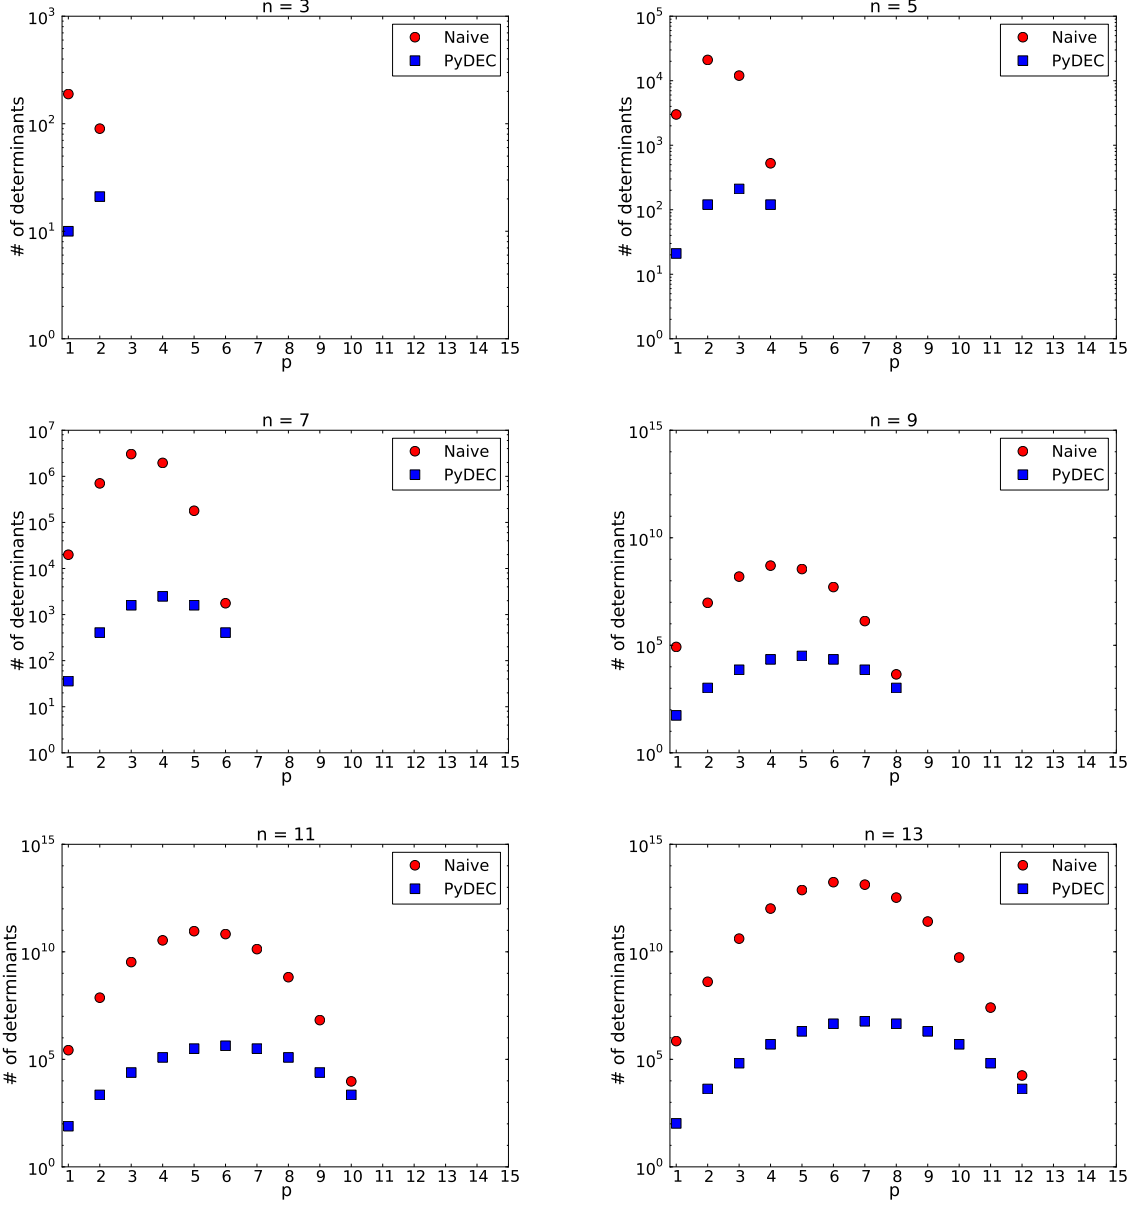 n = 3
# of determinants
10^3
10^2
10^1
10^0
Naive
PyDEC
1 2 3 4 5 6 7 8 9 10 11 12 13 14 15
p
n = 5
# of determinants
10^5
10^4
10^3
10^2
10^1
10^0
Naive
PyDEC
1 2 3 4 5 6 7 8 9 10 11 12 13 14 15
p
n = 7
# of determinants
10^7
10^6
10^5
10^4
10^3
10^2
10^1
10^0
Naive
PyDEC
1 2 3 4 5 6 7 8 9 10 11 12 13 14 15
p
n = 9
# of determinants
10^15
10^10
10^5
10^0
Naive
PyDEC
1 2 3 4 5 6 7 8 9 10 11 12 13 14 15
p
n = 11
# of determinants
10^15
10^10
10^5
10^0
Naive
PyDEC
1 2 3 4 5 6 7 8 9 10 11 12 13 14 15
p
n = 13
# of determinants
10^15
10^10
10^5
10^0
Naive
PyDEC
1 2 3 4 5 6 7 8 9 10 11 12 13 14 15
p